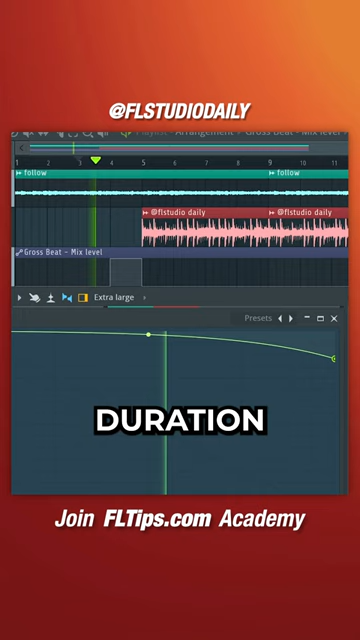 @FLSTUDIODAILY
Playlist - Arrangement › Gross Beat - Mix level
1 2 3 4 5 6 7 8 9 10 11
follow follow
@flstudio daily @flstudio daily
Gross Beat - Mix level
Extra large
Presets
DURATION
Join FLTips.com Academy